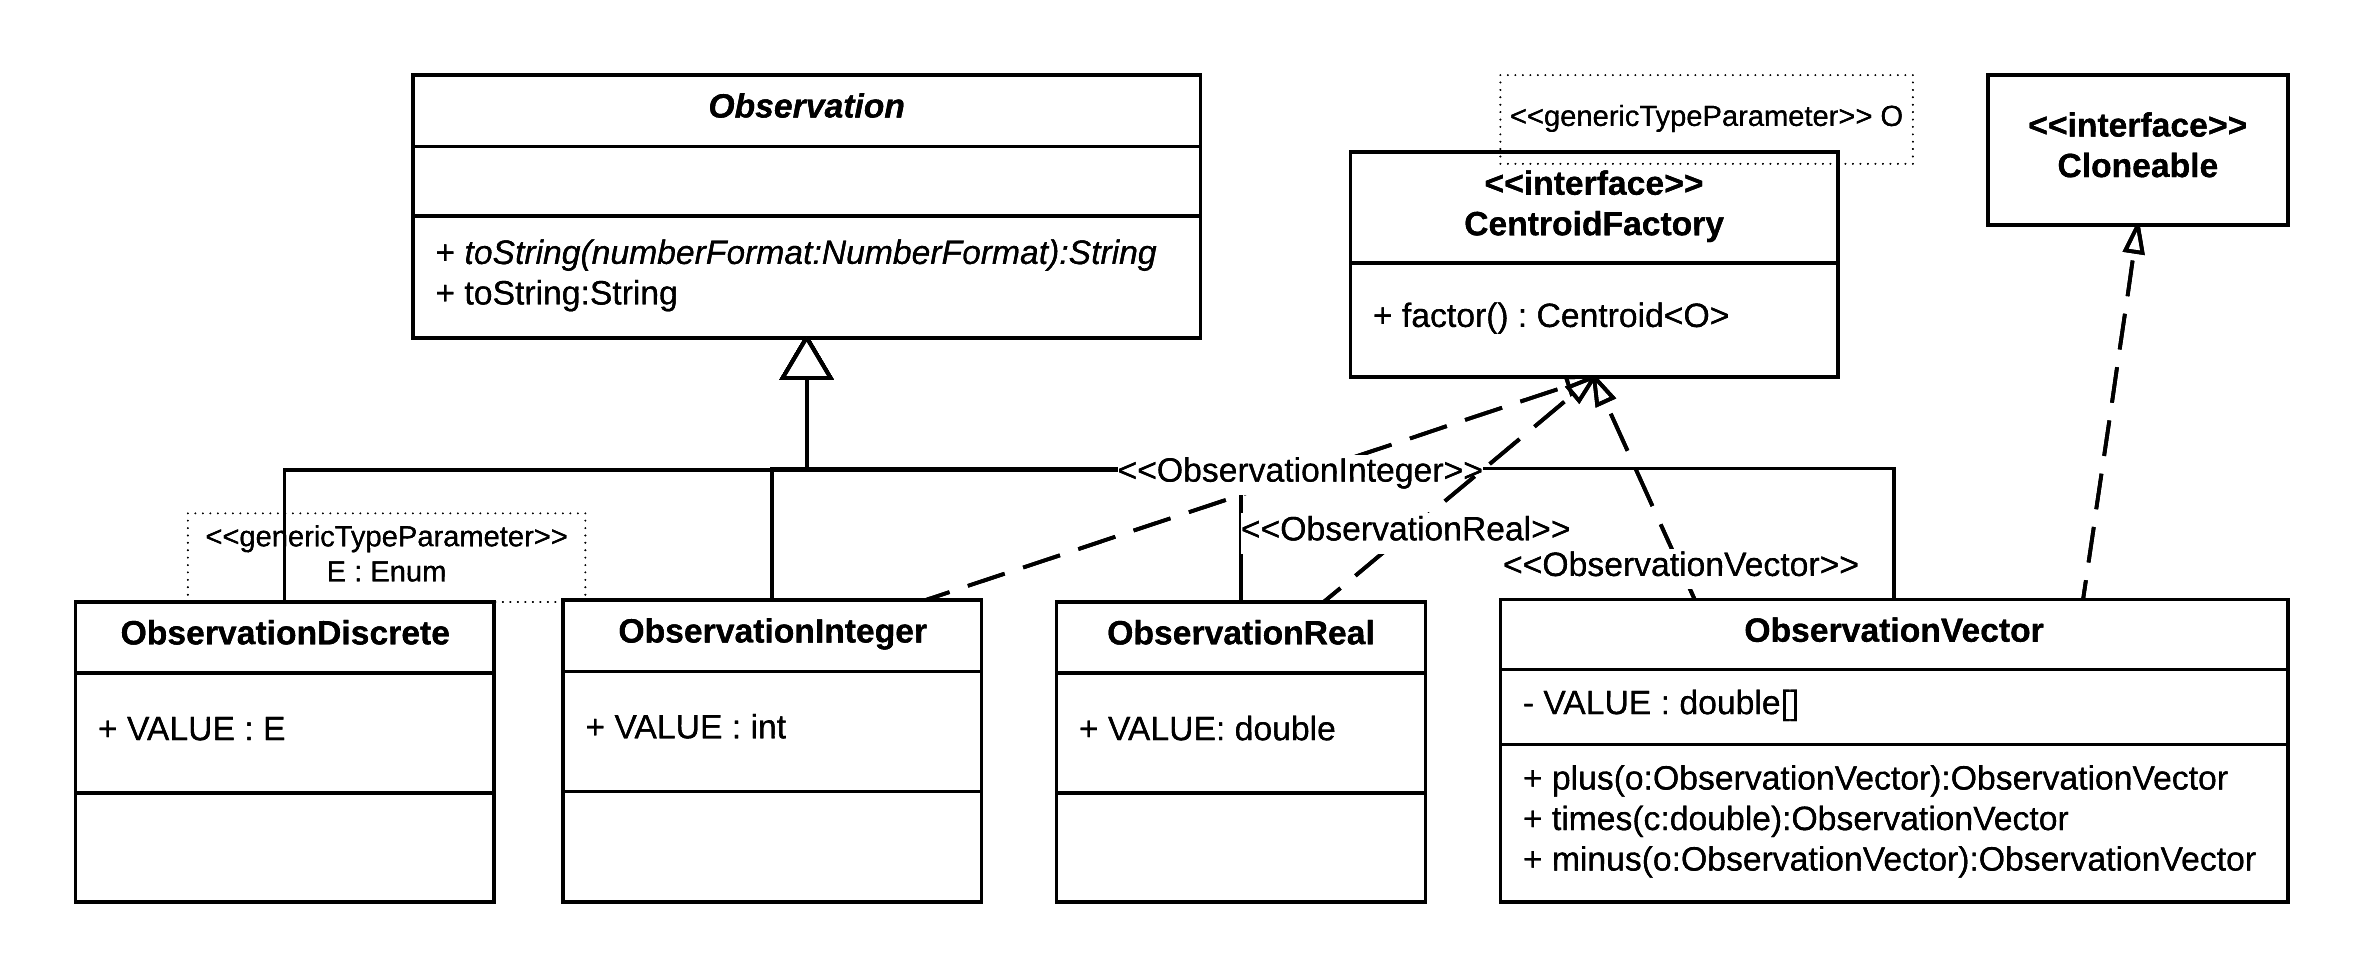 Observation
+ toString(numberFormat:NumberFormat):String
+ toString:String
<<genericTypeParameter>> O
<<interface>>
CentroidFactory
+ factor() : Centroid<O>
<<interface>>
Cloneable
<<ObservationInteger>>
<<ObservationReal>>
<<ObservationVector>>
<<genericTypeParameter>>
E : Enum
ObservationDiscrete
+ VALUE : E
ObservationInteger
+ VALUE : int
ObservationReal
+ VALUE: double
ObservationVector
- VALUE : double[]
+ plus(o:ObservationVector):ObservationVector
+ times(c:double):ObservationVector
+ minus(o:ObservationVector):ObservationVector